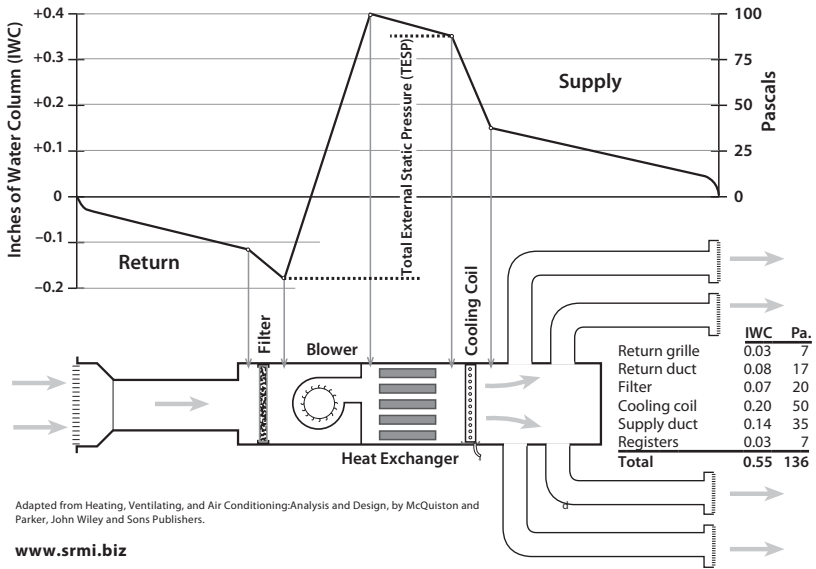 Inches of Water Column (IWC)
+0.4
+0.3
+0.2
+0.1
0
−0.1
−0.2
100
75
50
25
0
Pascals
Supply
Return
Total External Static Pressure (TESP)
Filter
Blower
Cooling Coil
Heat Exchanger
IWC Pa.
Return grille 0.03 7
Return duct 0.08 17
Filter 0.07 20
Cooling coil 0.20 50
Supply duct 0.14 35
Registers 0.03 7
Total 0.55 136
d
Adapted from Heating, Ventilating, and Air Conditioning:Analysis and Design, by McQuiston and
Parker, John Wiley and Sons Publishers.
www.srmi.biz